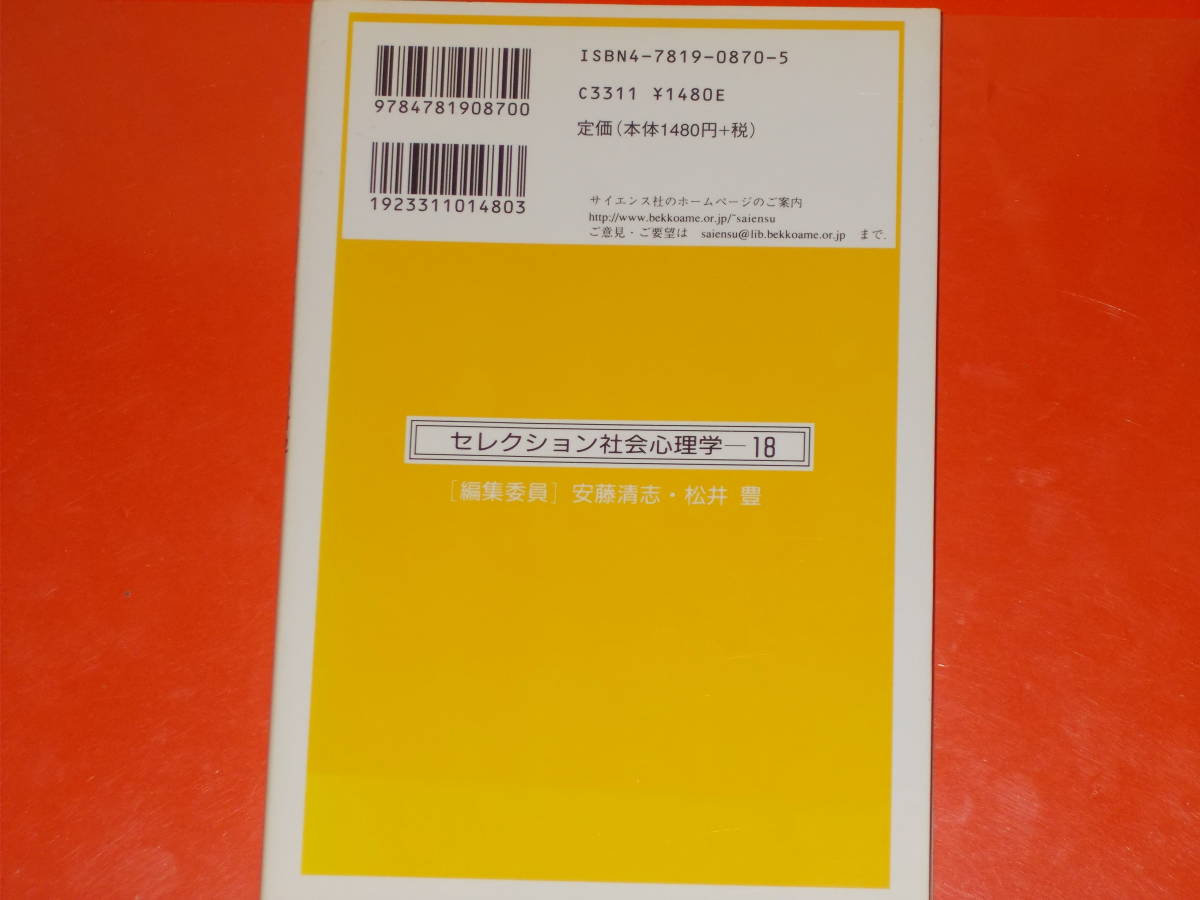 ISBN4-7819-0870-5
9784781908700
C3311 ¥1480E
定価(本体1480円+税)
1923311014803
サイエンス社のホームページのご案内
http://www.bekkoame.or.jp/~saiensu
ご意見・ご要望は saiensu@lib.bekkoame.or.jp まで.
セレクション社会心理学—18
[編集委員] 安藤清志・松井 豊